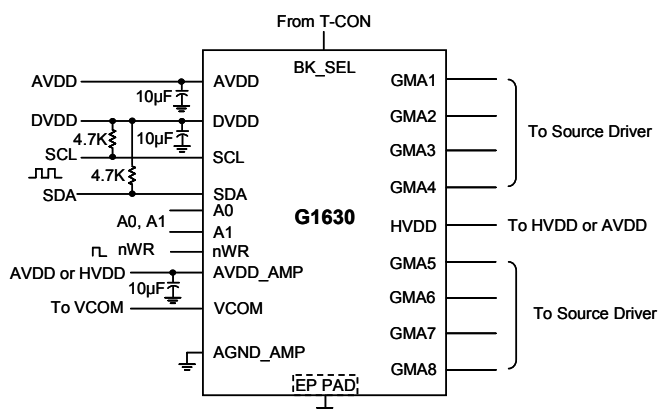 From T-CON
BK_SEL
AVDD
10µF
AVDD
DVDD
4.7K
10µF
DVDD
SCL
SCL
4.7K
SDA
SDA
A0, A1
A0
A1
nWR
nWR
AVDD or HVDD
10µF
AVDD_AMP
To VCOM
VCOM
AGND_AMP
G1630
EP PAD
GMA1
GMA2
GMA3
GMA4
To Source Driver
HVDD
To HVDD or AVDD
GMA5
GMA6
GMA7
GMA8
To Source Driver